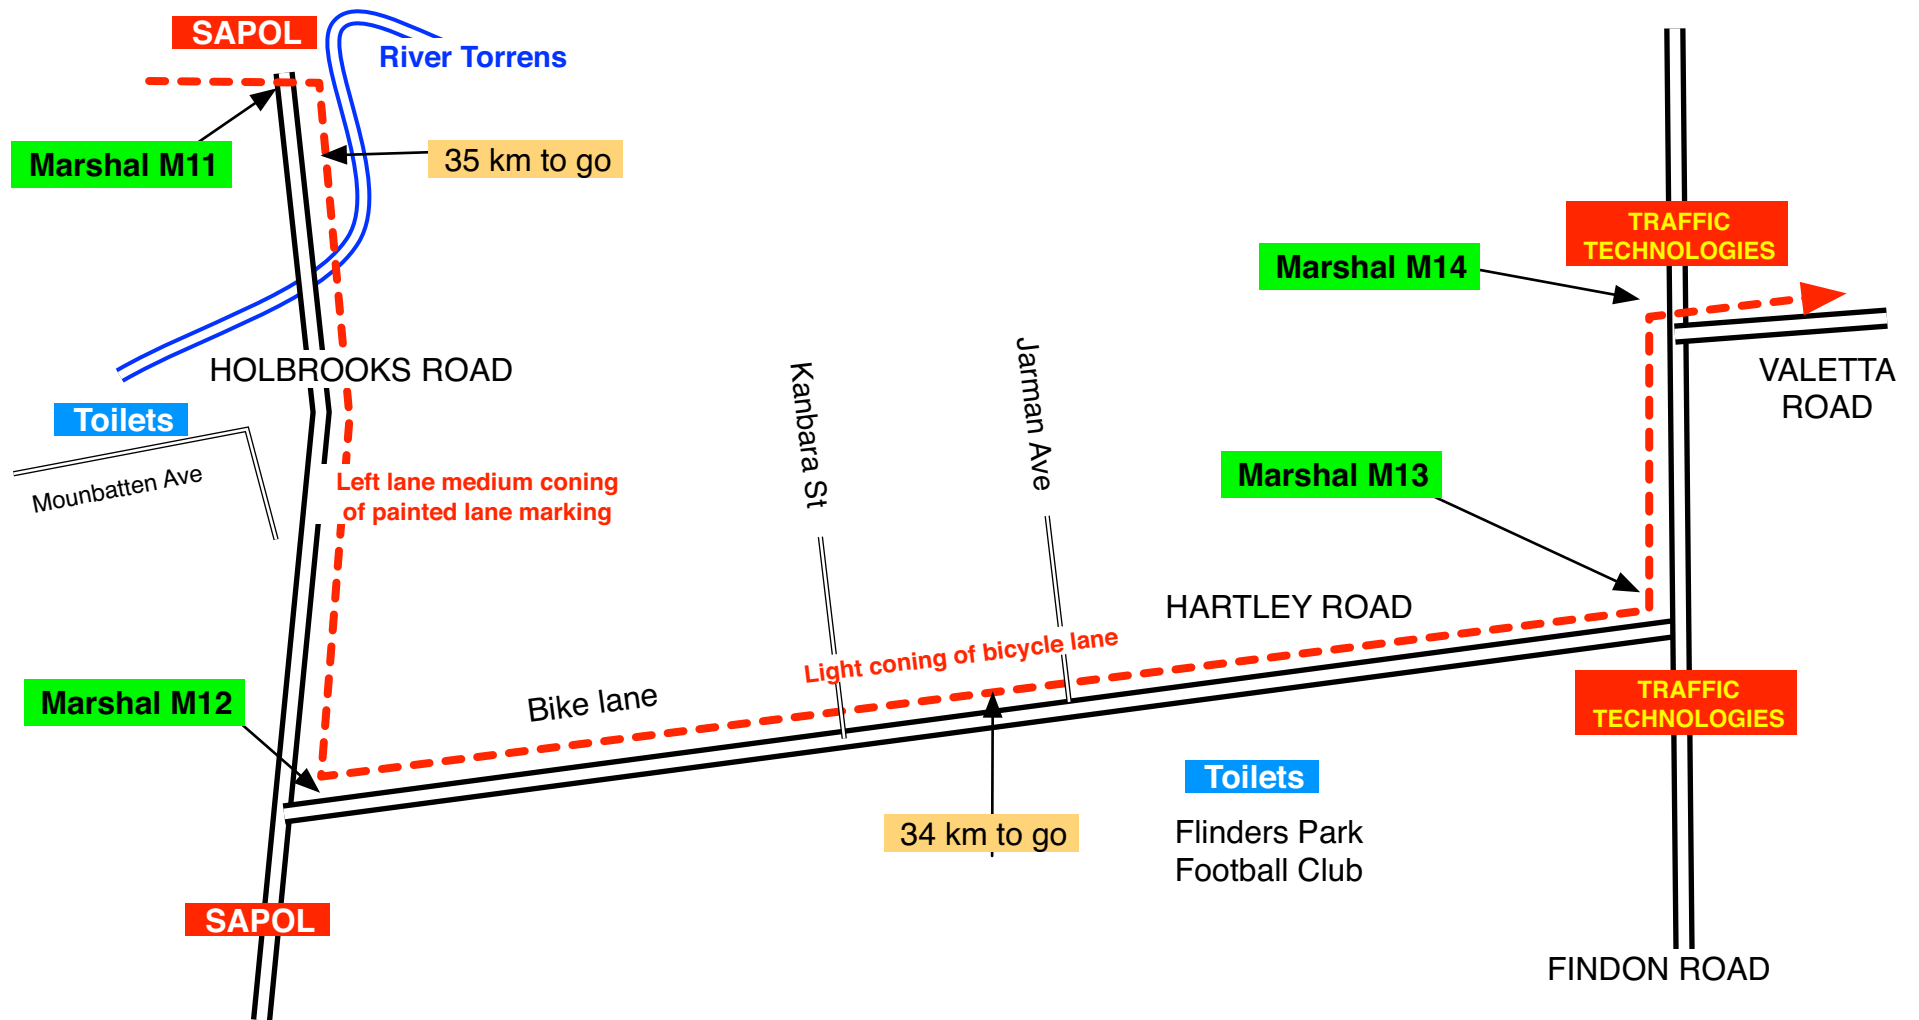 SAPOL
River Torrens
Marshal M11
35 km to go
TRAFFIC
TECHNOLOGIES
Marshal M14
HOLBROOKS ROAD
VALETTA
ROAD
Kanbara St
Jarman Ave
Toilets
Mounbatten Ave
Left lane medium coning
of painted lane marking
Marshal M13
HARTLEY ROAD
Light coning of bicycle lane
Marshal M12
Bike lane
TRAFFIC
TECHNOLOGIES
Toilets
34 km to go
Flinders Park
Football Club
SAPOL
FINDON ROAD